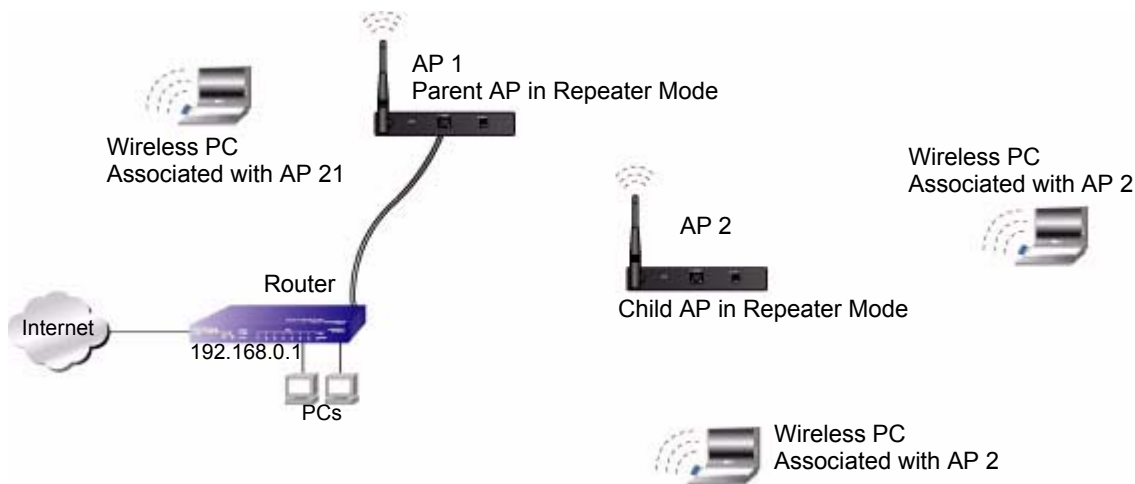 AP 1
Parent AP in Repeater Mode
Wireless PC
Associated with AP 21
Wireless PC
Associated with AP 2
AP 2
Child AP in Repeater Mode
Router
Internet
192.168.0.1
PCs
Wireless PC
Associated with AP 2